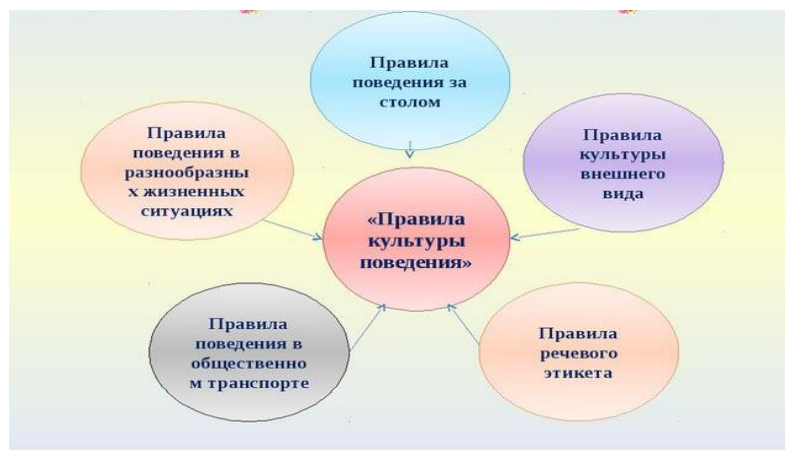 Правила
поведения за
столом
Правила
поведения в
разнообразны
х жизненных
ситуациях
Правила
культуры
внешнего
вида
«Правила
культуры
поведения»
Правила
поведения в
общественно
м транспорте
Правила
речевого
этикета